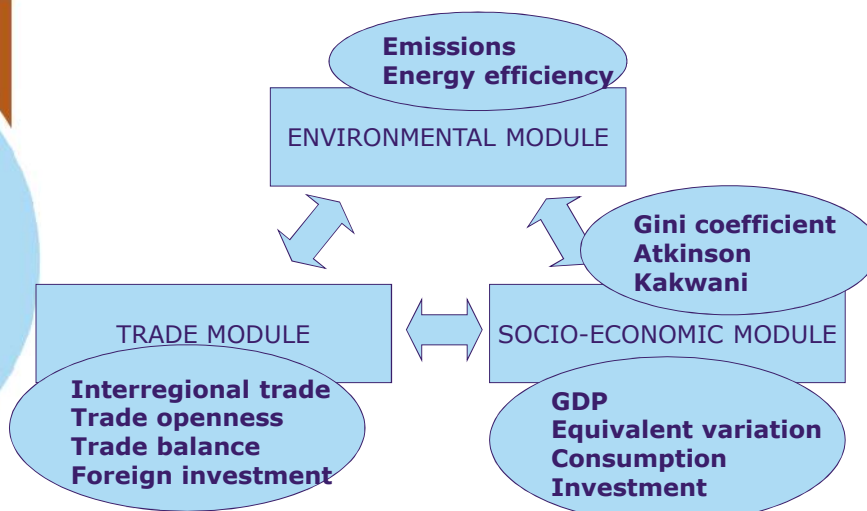 Emissions
Energy efficiency
ENVIRONMENTAL MODULE
Gini coefficient
Atkinson
Kakwani
TRADE MODULE
SOCIO-ECONOMIC MODULE
Interregional trade
Trade openness
Trade balance
Foreign investment
GDP
Equivalent variation
Consumption
Investment